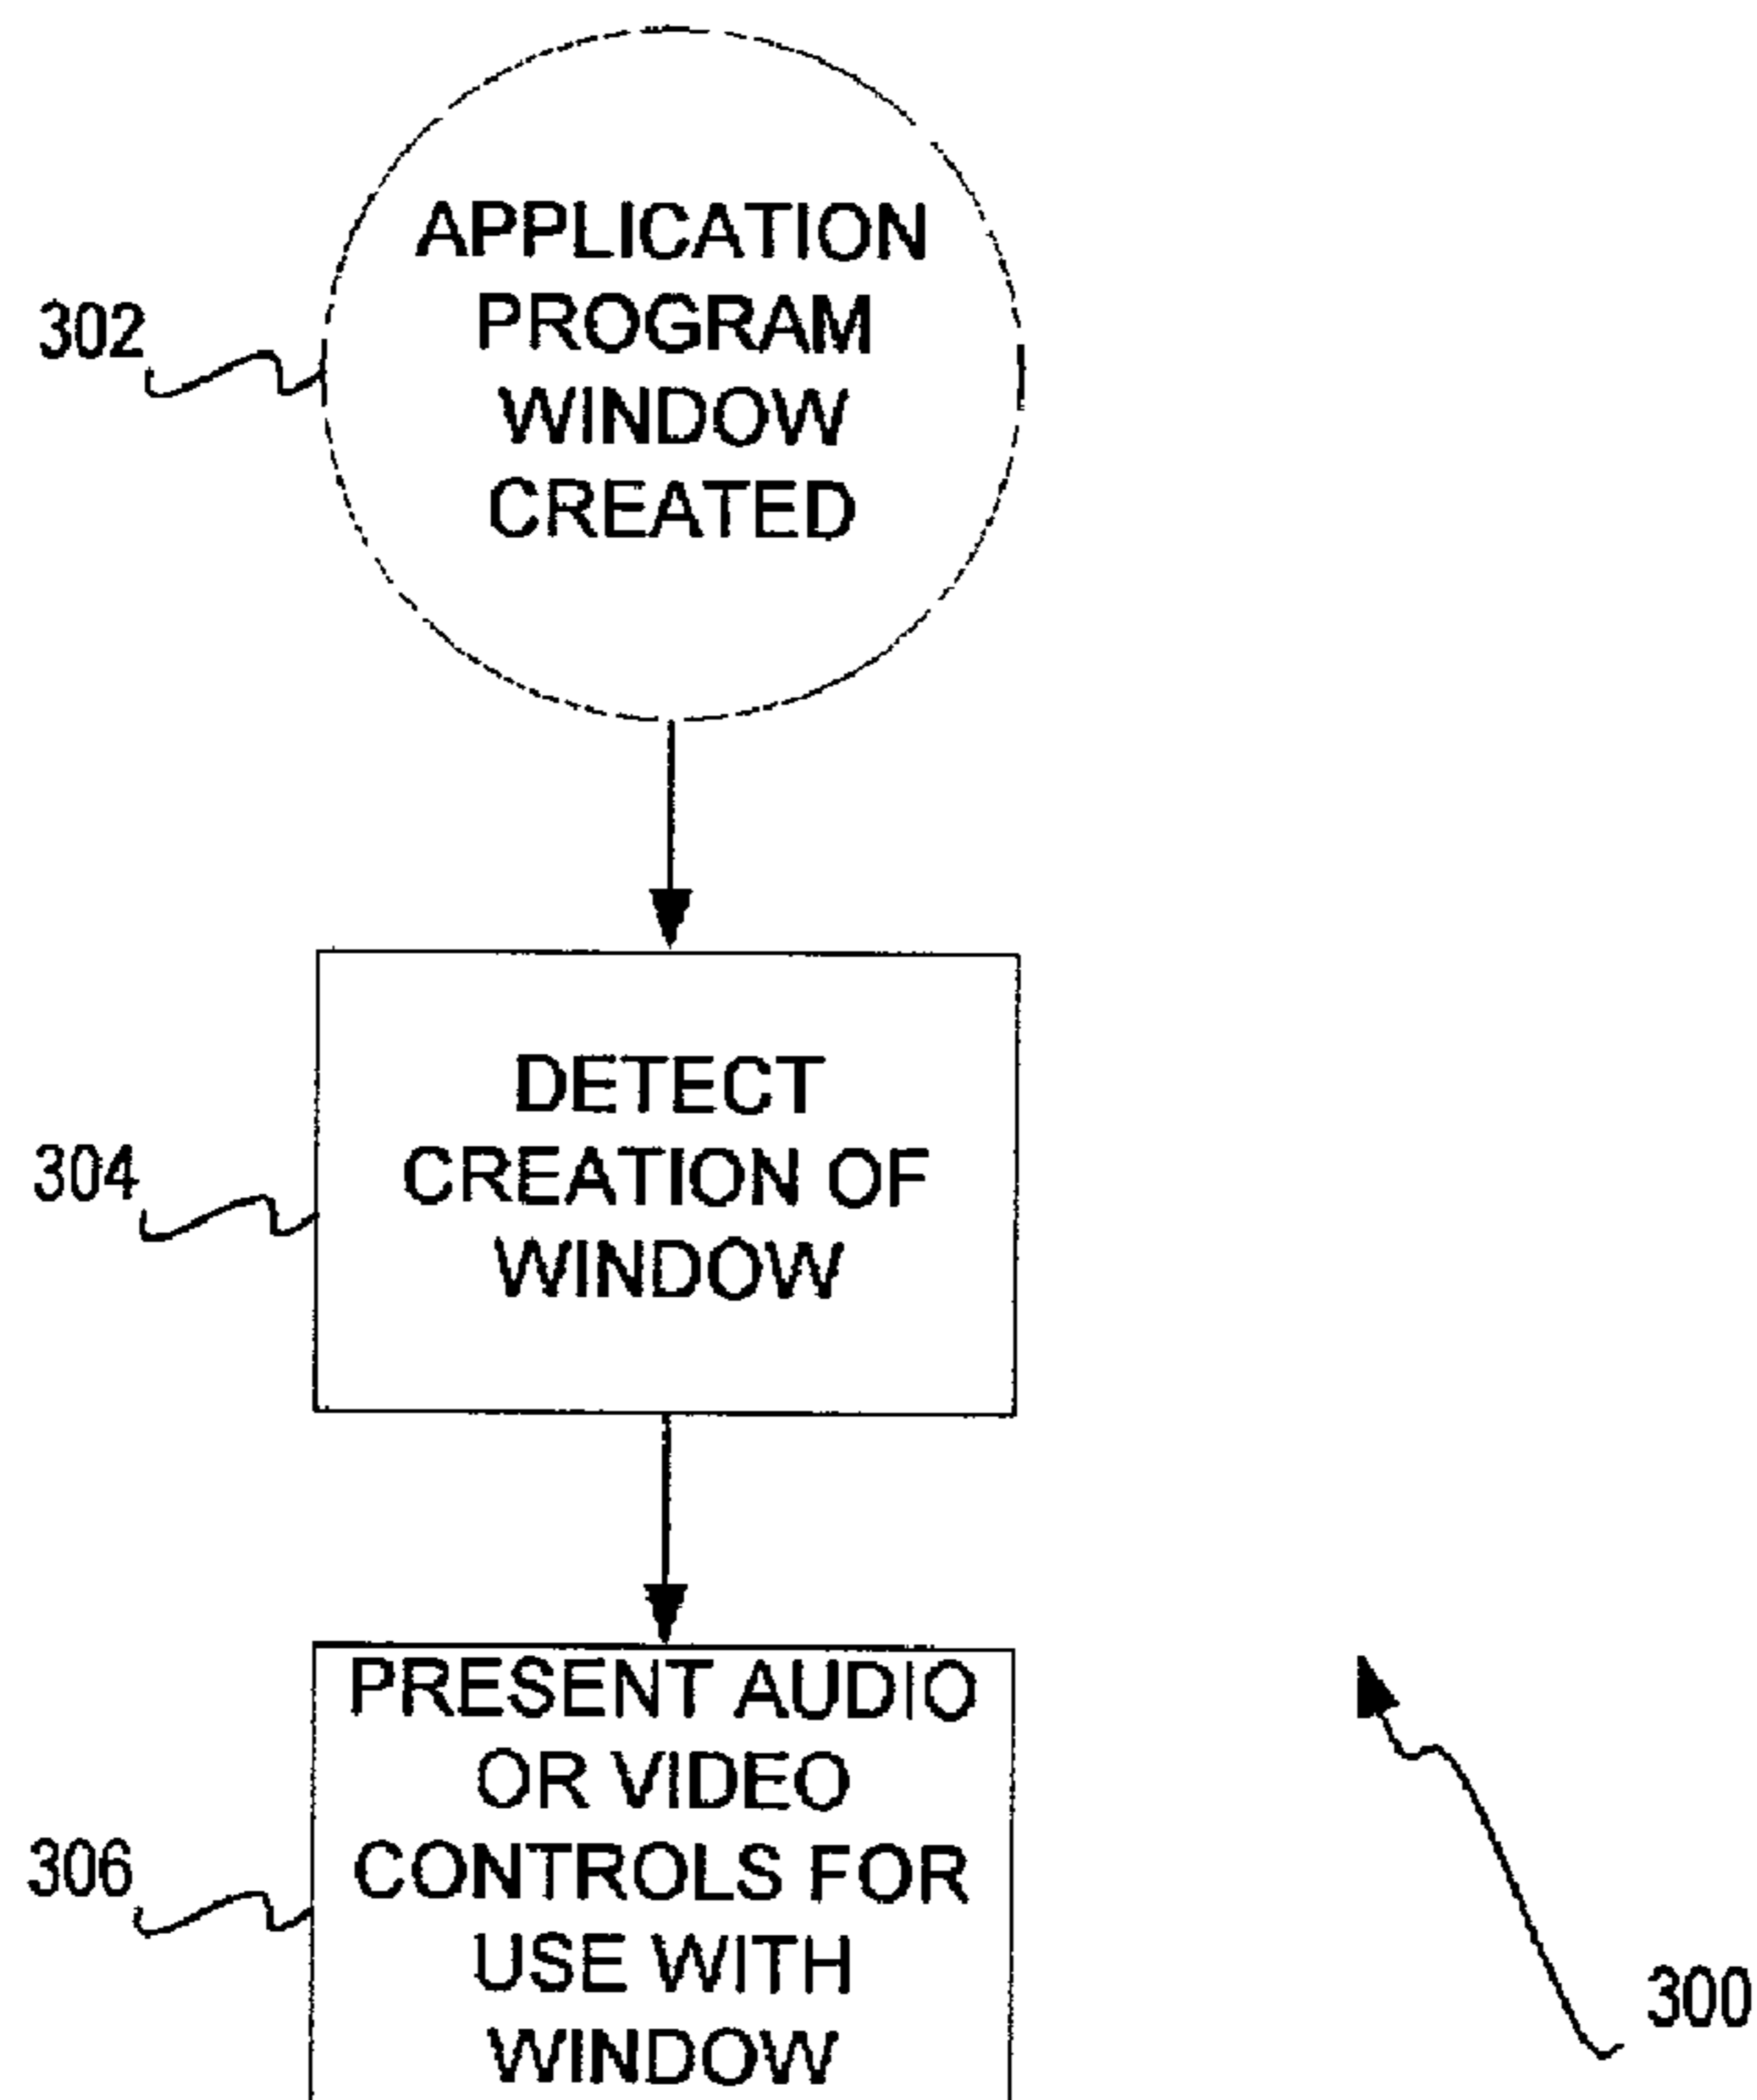 APPLICATION
PROGRAM
WINDOW
CREATED
302
DETECT
CREATION OF
WINDOW
304
PRESENT AUDIO
OR VIDEO
CONTROLS FOR
USE WITH
WINDOW
306
300